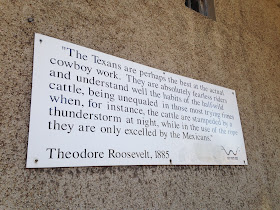 "The Texans are perhaps the best at the actual
cowboy work. They are absolutely fearless riders
and understand well the habits of the half-wild
cattle, being unequaled in those most trying times
when, for instance, the cattle are stampeded by a
thunderstorm at night, while in the use of the rope
they are only excelled by the Mexicans."
Theodore Roosevelt, 1885